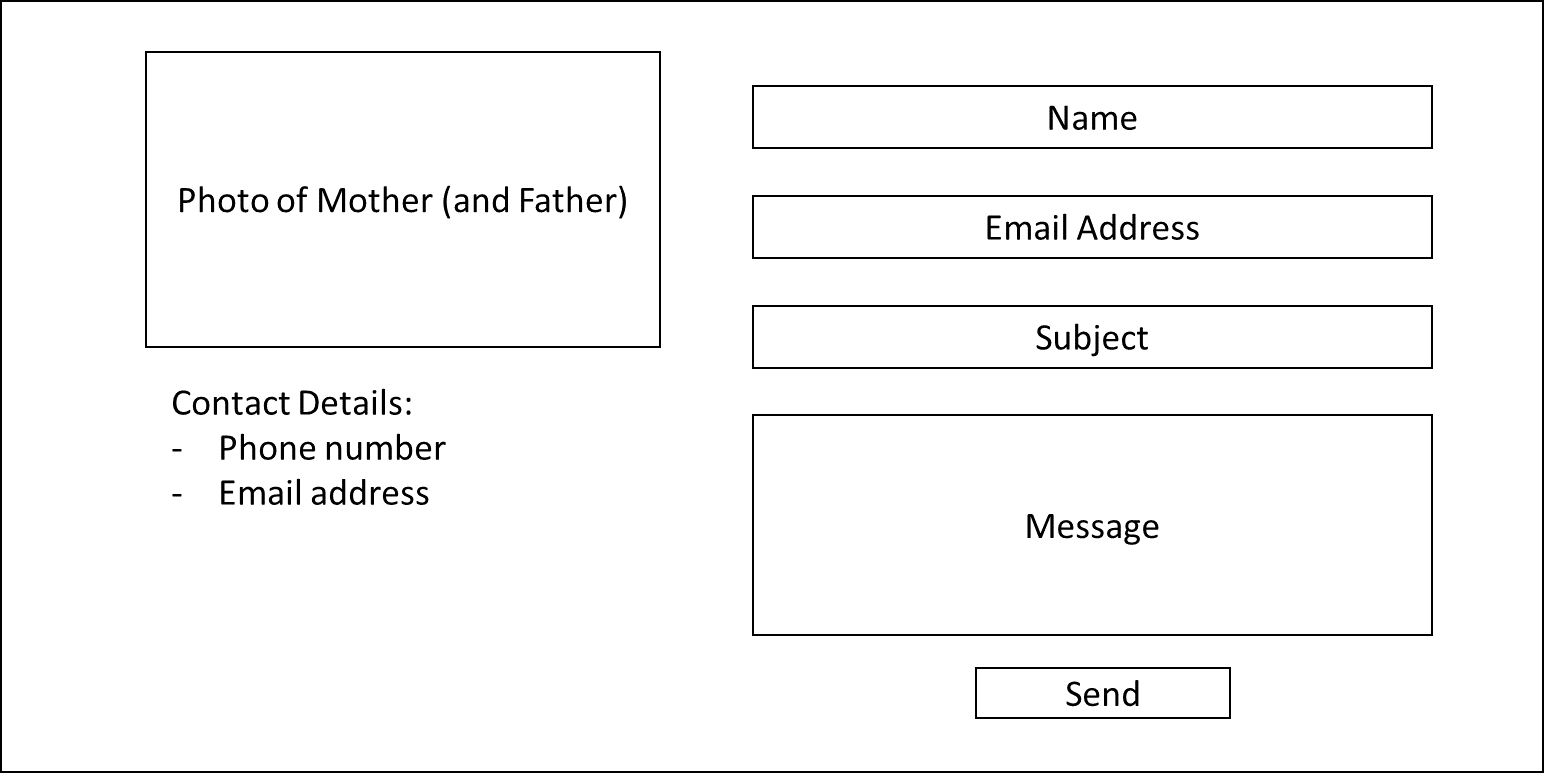 Photo of Mother (and Father)
Contact Details:
- Phone number
- Email address
Name
Email Address
Subject
Message
Send